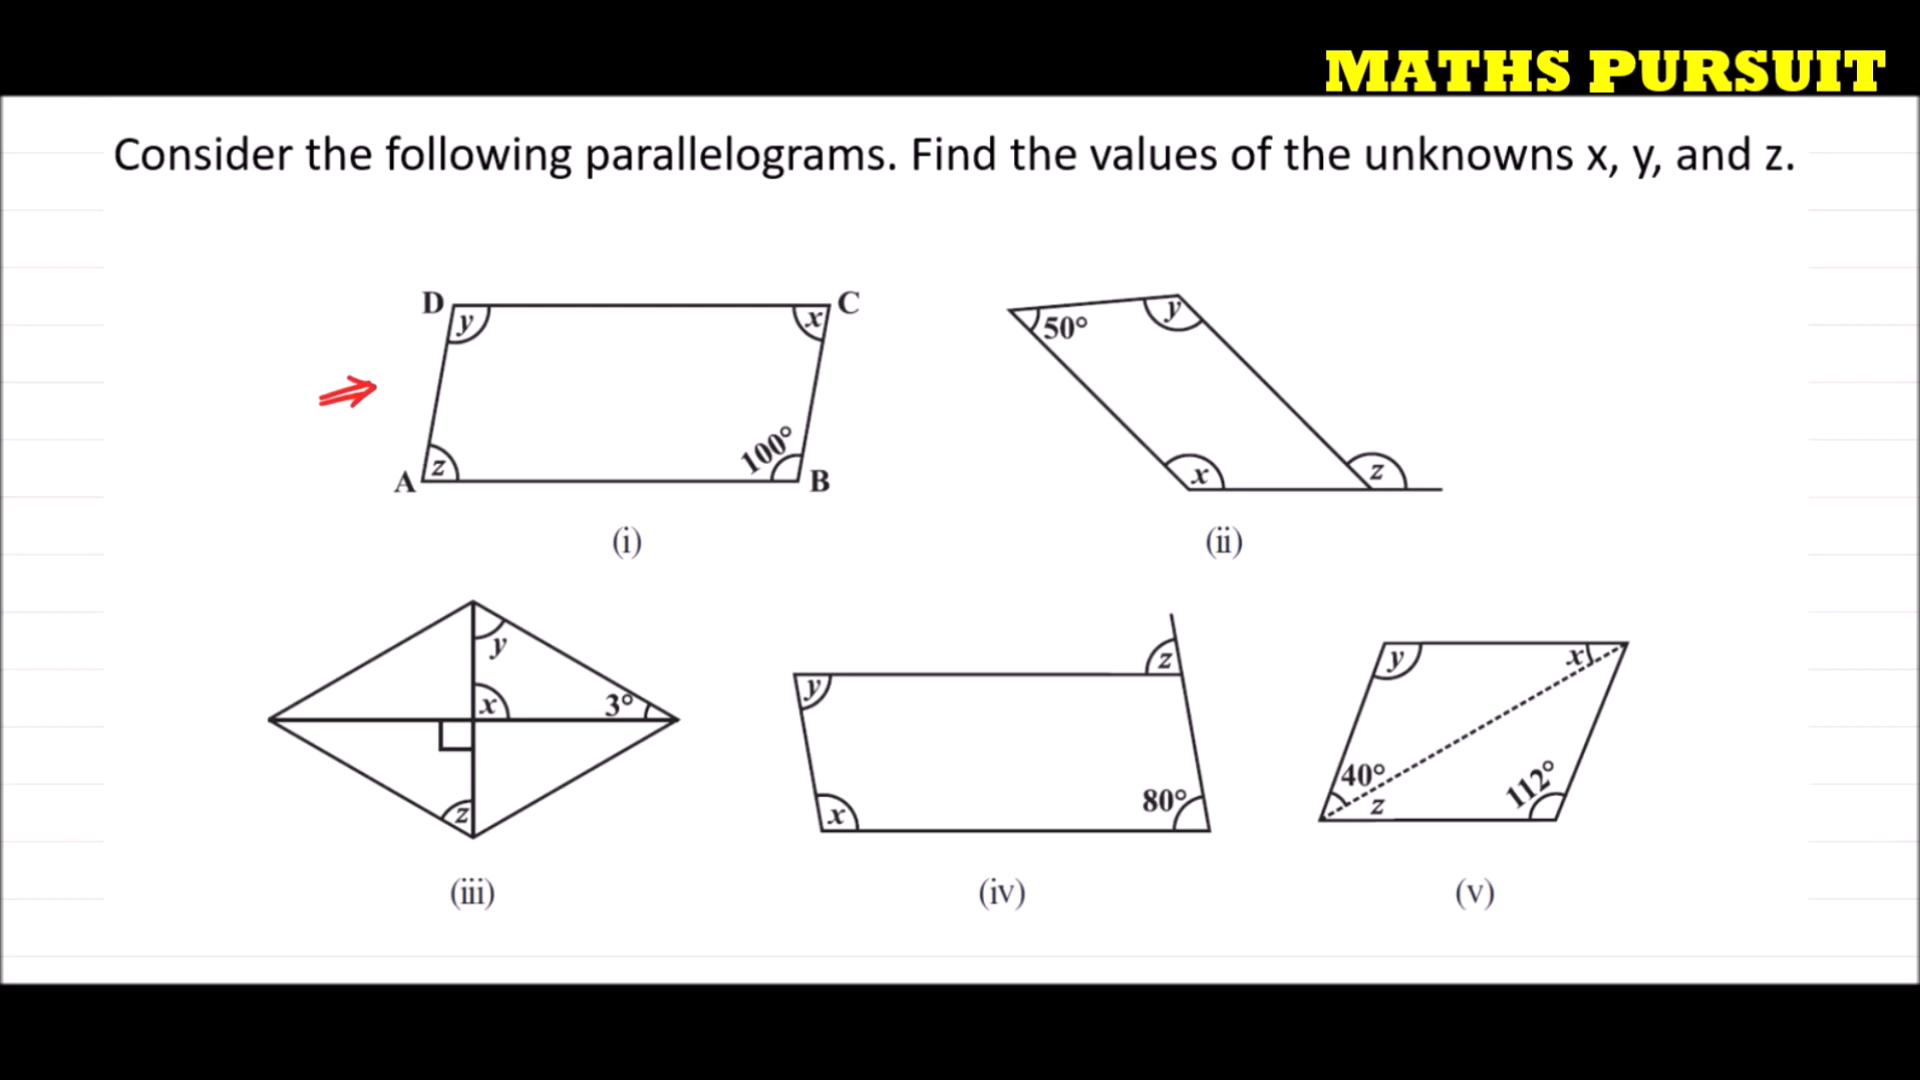 MATHS PURSUIT
Consider the following parallelograms. Find the values of the unknowns x, y, and z.
D
y
x
C
A
z
100°
B
(i)
50°
y
x
z
(ii)
y
x
3°
z
(iii)
z
y
x
80°
(iv)
y
x
40°
z
112°
(v)